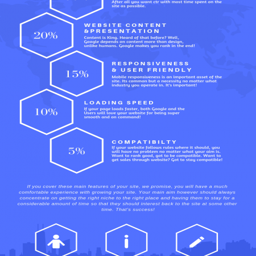 After all you want vis with most time spent on the
site as possible.
20%
WEBSITE CONTENT
& PRESENTATION
Content is King. Heard of that before? Well,
Google depends on content more than design,
unlike humans. Google makes you rank in the end!
15%
RESPONSIVENESS
& USER FRIENDLY
Mobile responsiveness is an important asset of the
site. Its common but a necessity no matter what
industry you operate to. It's important!
10%
LOADING SPEED
If your page loads faster, both Google and the
Users will love your website for being super
smooth and on customers!
5%
COMPATIBILTY
If your website follows rules where it should, you
will have no problem no matter what your site is.
Want to rank good, got to be compatible. Want to
get sales through website? Got to stay compatible!
If you cover these main features of your site, we promise, you will have a much
comfortable experience with growing your site. Your main aim however should always
concentrate on getting the right niche to the right place and having them to stay for a
considerable amount of time so that they should interest back to the site at some other
time. That's success!